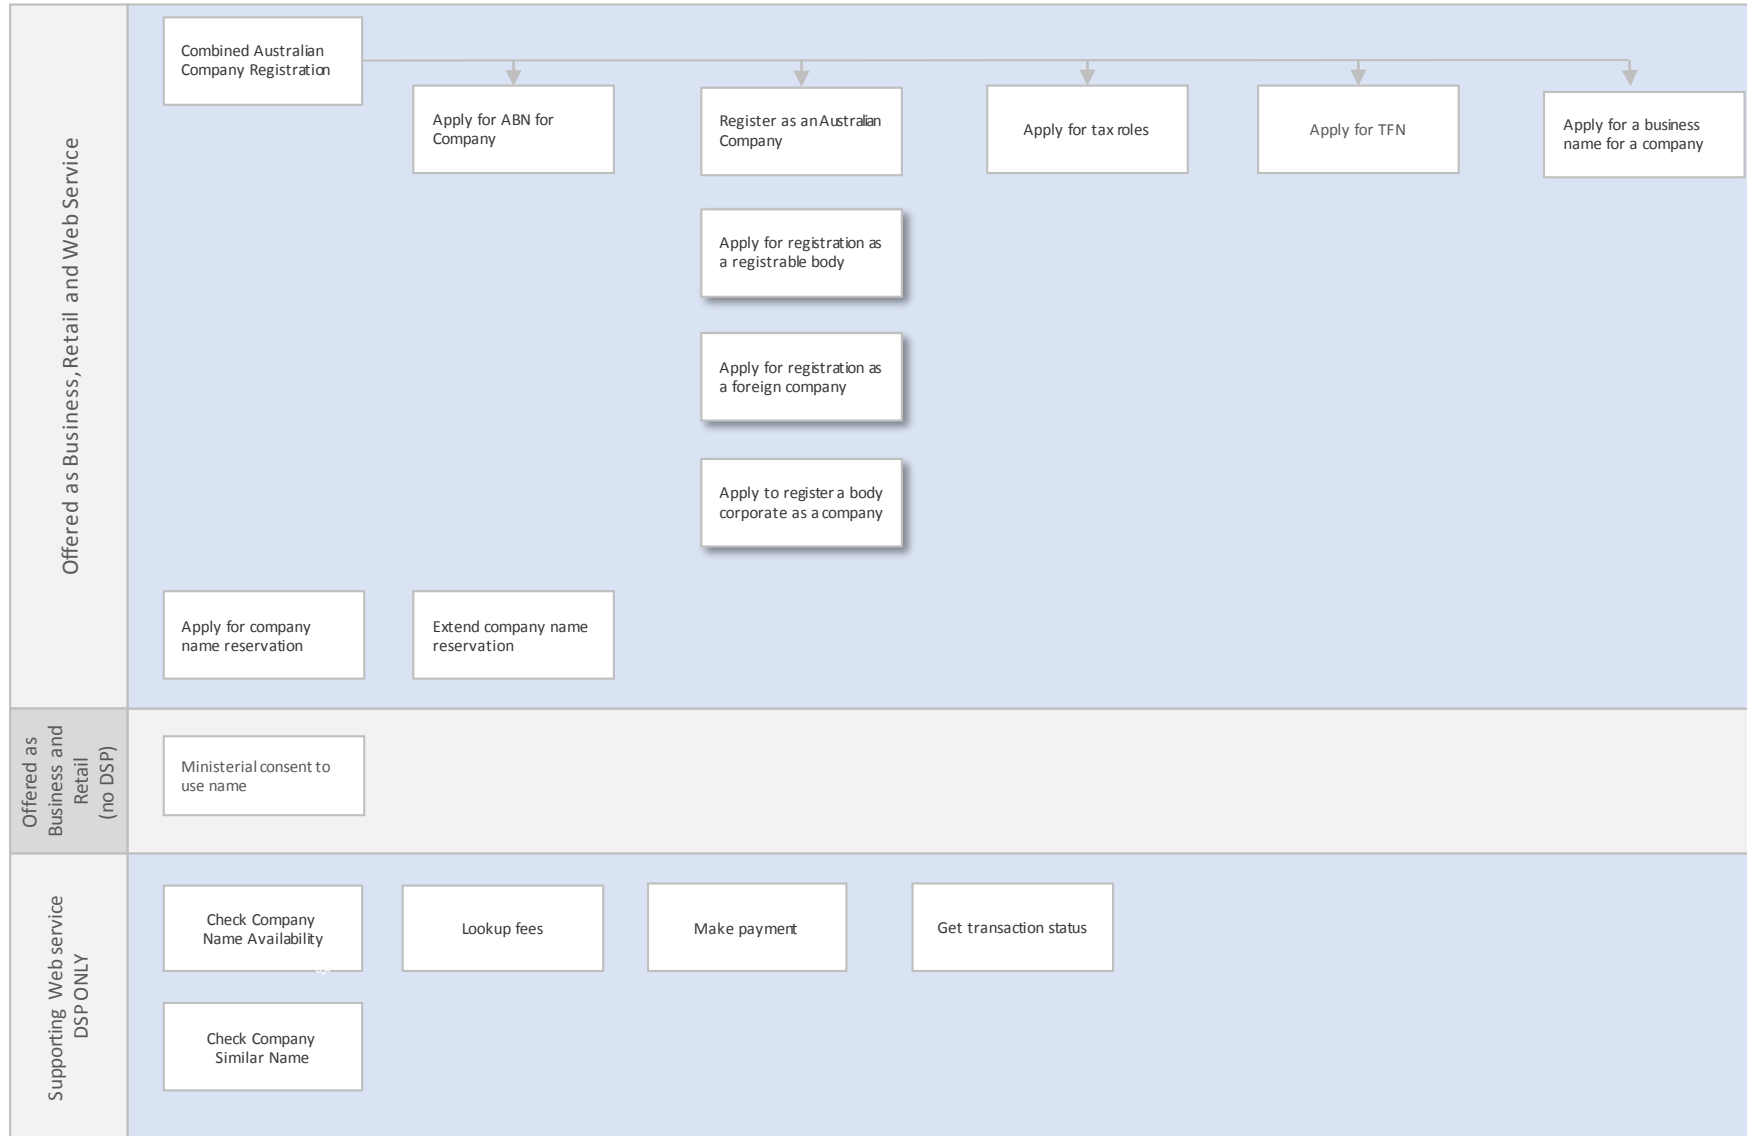 Offered as Business, Retail and Web Service
Combined Australian
Company Registration
Apply for ABN for
Company
Register as an Australian
Company
Apply for tax roles
Apply for TFN
Apply for a business
name for a company
Apply for registration as
a registrable body
Apply for registration as
a foreign company
Apply to register a body
corporate as a company
Apply for company
name reservation
Extend company name
reservation
Offered as
Business and
Retail
(no DSP)
Ministerial consent to
use name
Supporting Web service
DSP ONLY
Check Company
Name Availability
Lookup fees
Make payment
Get transaction status
Check Company
Similar Name